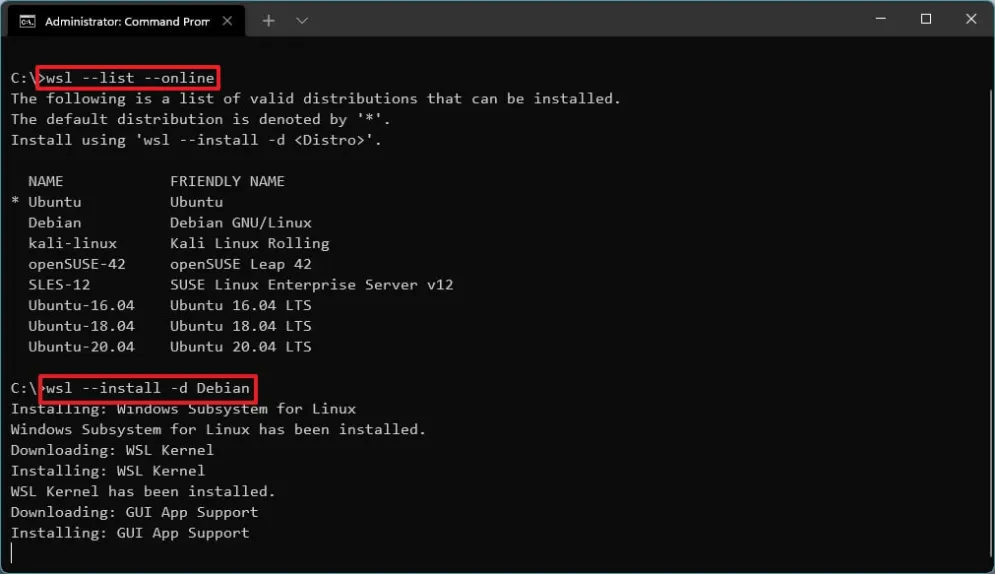 Administrator: Command Prom
C:\>wsl --list --online
The following is a list of valid distributions that can be installed.
The default distribution is denoted by '*'.
Install using 'wsl --install -d <Distro>'.
NAME FRIENDLY NAME
* Ubuntu Ubuntu
Debian Debian GNU/Linux
kali-linux Kali Linux Rolling
openSUSE-42 openSUSE Leap 42
SLES-12 SUSE Linux Enterprise Server v12
Ubuntu-16.04 Ubuntu 16.04 LTS
Ubuntu-18.04 Ubuntu 18.04 LTS
Ubuntu-20.04 Ubuntu 20.04 LTS
C:\>wsl --install -d Debian
Installing: Windows Subsystem for Linux
Windows Subsystem for Linux has been installed.
Downloading: WSL Kernel
Installing: WSL Kernel
WSL Kernel has been installed.
Downloading: GUI App Support
Installing: GUI App Support